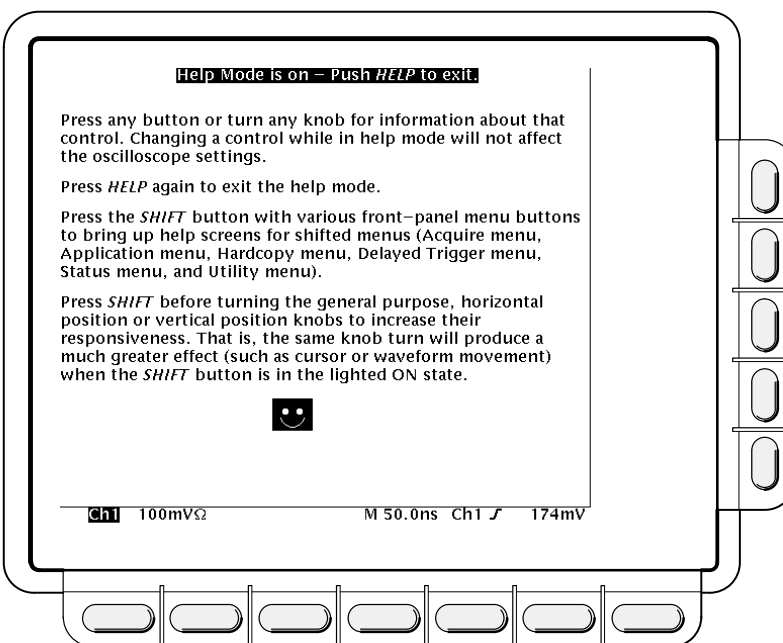 Help Mode is on – Push HELP to exit.
Press any button or turn any knob for information about that
control. Changing a control while in help mode will not affect
the oscilloscope settings.
Press HELP again to exit the help mode.
Press the SHIFT button with various front–panel menu buttons
to bring up help screens for shifted menus (Acquire menu,
Application menu, Hardcopy menu, Delayed Trigger menu,
Status menu, and Utility menu).
Press SHIFT before turning the general purpose, horizontal
position or vertical position knobs to increase their
responsiveness. That is, the same knob turn will produce a
much greater effect (such as cursor or waveform movement)
when the SHIFT button is in the lighted ON state.
Ch1 100mVΩ M 50.0ns Ch1 ƒ 174mV